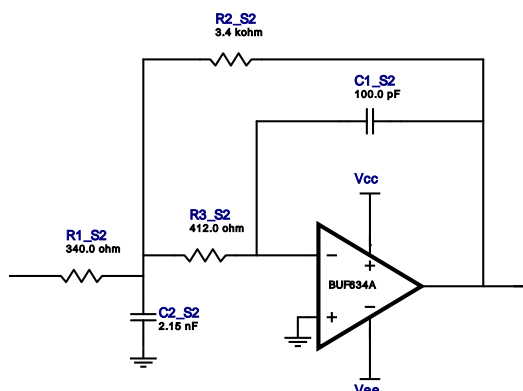 R2_S2
3.4 kohm
C1_S2
100.0 pF
Vcc
R3_S2
412.0 ohm
R1_S2
340.0 ohm
BUF634A
C2_S2
2.15 nF
Vee